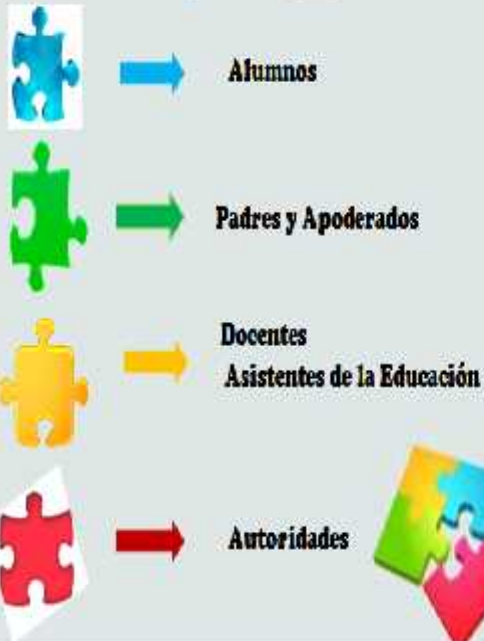 Alumnos
Padres y Apoderados
Docentes
Asistentes de la Educación
Autoridades